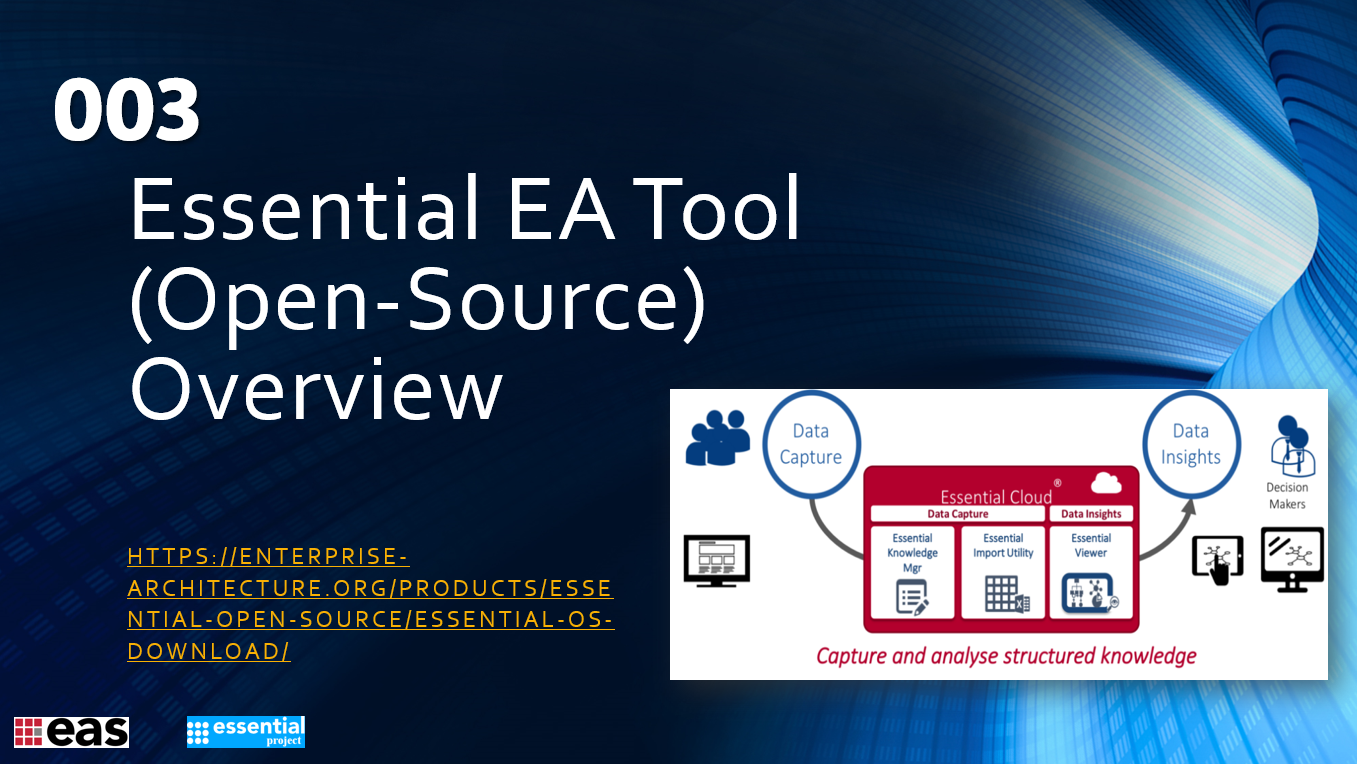 003
Essential EA Tool
(Open-Source)
Overview
HTTPS://ENTERPRISE-
ARCHITECTURE.ORG/PRODUCTS/ESSE
NTIAL-OPEN-SOURCE/ESSENTIAL-OS-
DOWNLOAD/
Data
Capture
Data
Insights
Decision
Makers
Essential Cloud ®
Data Capture
Data Insights
Essential
Knowledge
Mgr
Essential
Import Utility
Essential
Viewer
Capture and analyse structured knowledge
eas
essential
project